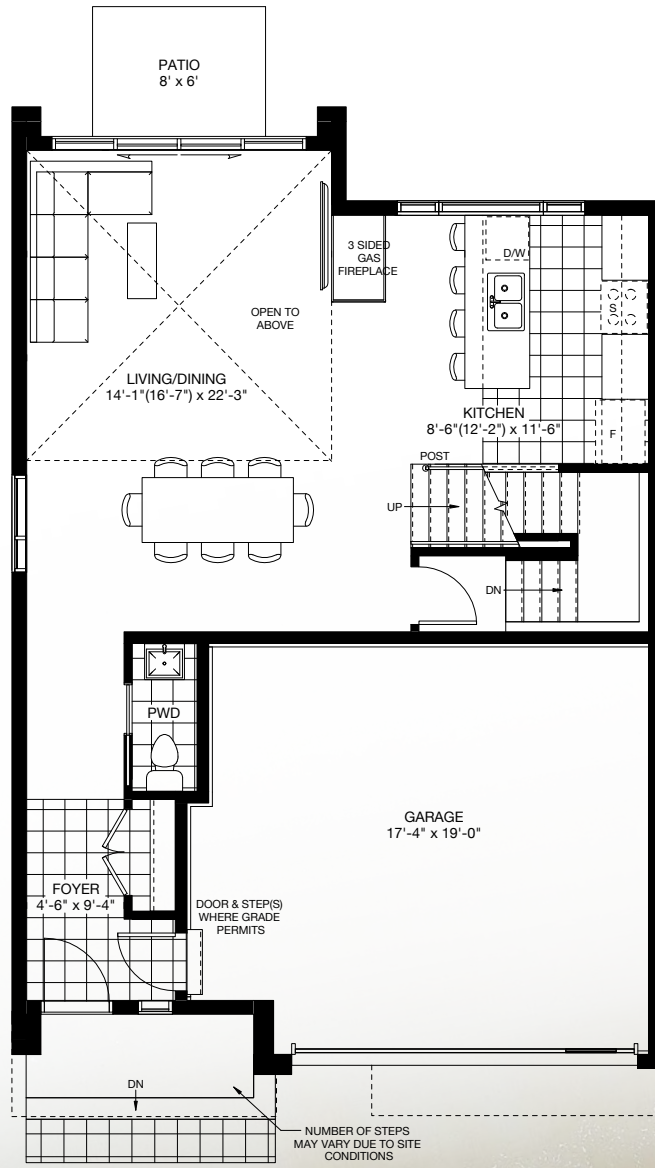 PATIO
8' x 6'
3 SIDED
GAS
FIREPLACE
D/W
S
OPEN TO
ABOVE
LIVING/DINING
14'-1"(16'-7") x 22'-3"
KITCHEN
8'-6"(12'-2") x 11'-6"
F
POST
UP
DN
PWD
GARAGE
17'-4" x 19'-0"
FOYER
4'-6" x 9'-4"
DOOR & STEP(S)
WHERE GRADE
PERMITS
DN
NUMBER OF STEPS
MAY VARY DUE TO SITE
CONDITIONS